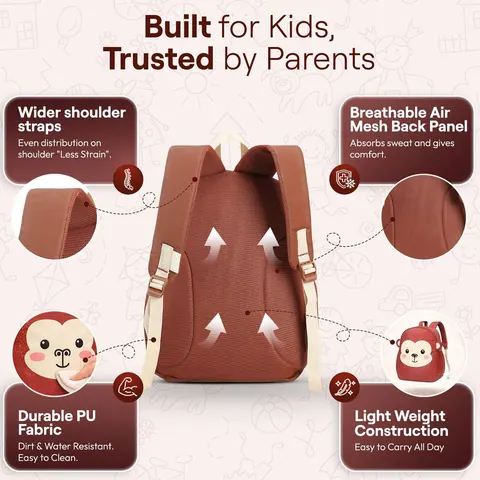 Built for Kids,
Trusted by Parents
Wider shoulder
straps
Even distribution on
shoulder "Less Strain".
Breathable Air
Mesh Back Panel
Absorbs sweat and gives
comfort.
Durable PU
Fabric
Dirt & Water Resistant.
Easy to Clean.
Light Weight
Construction
Easy to Carry All Day